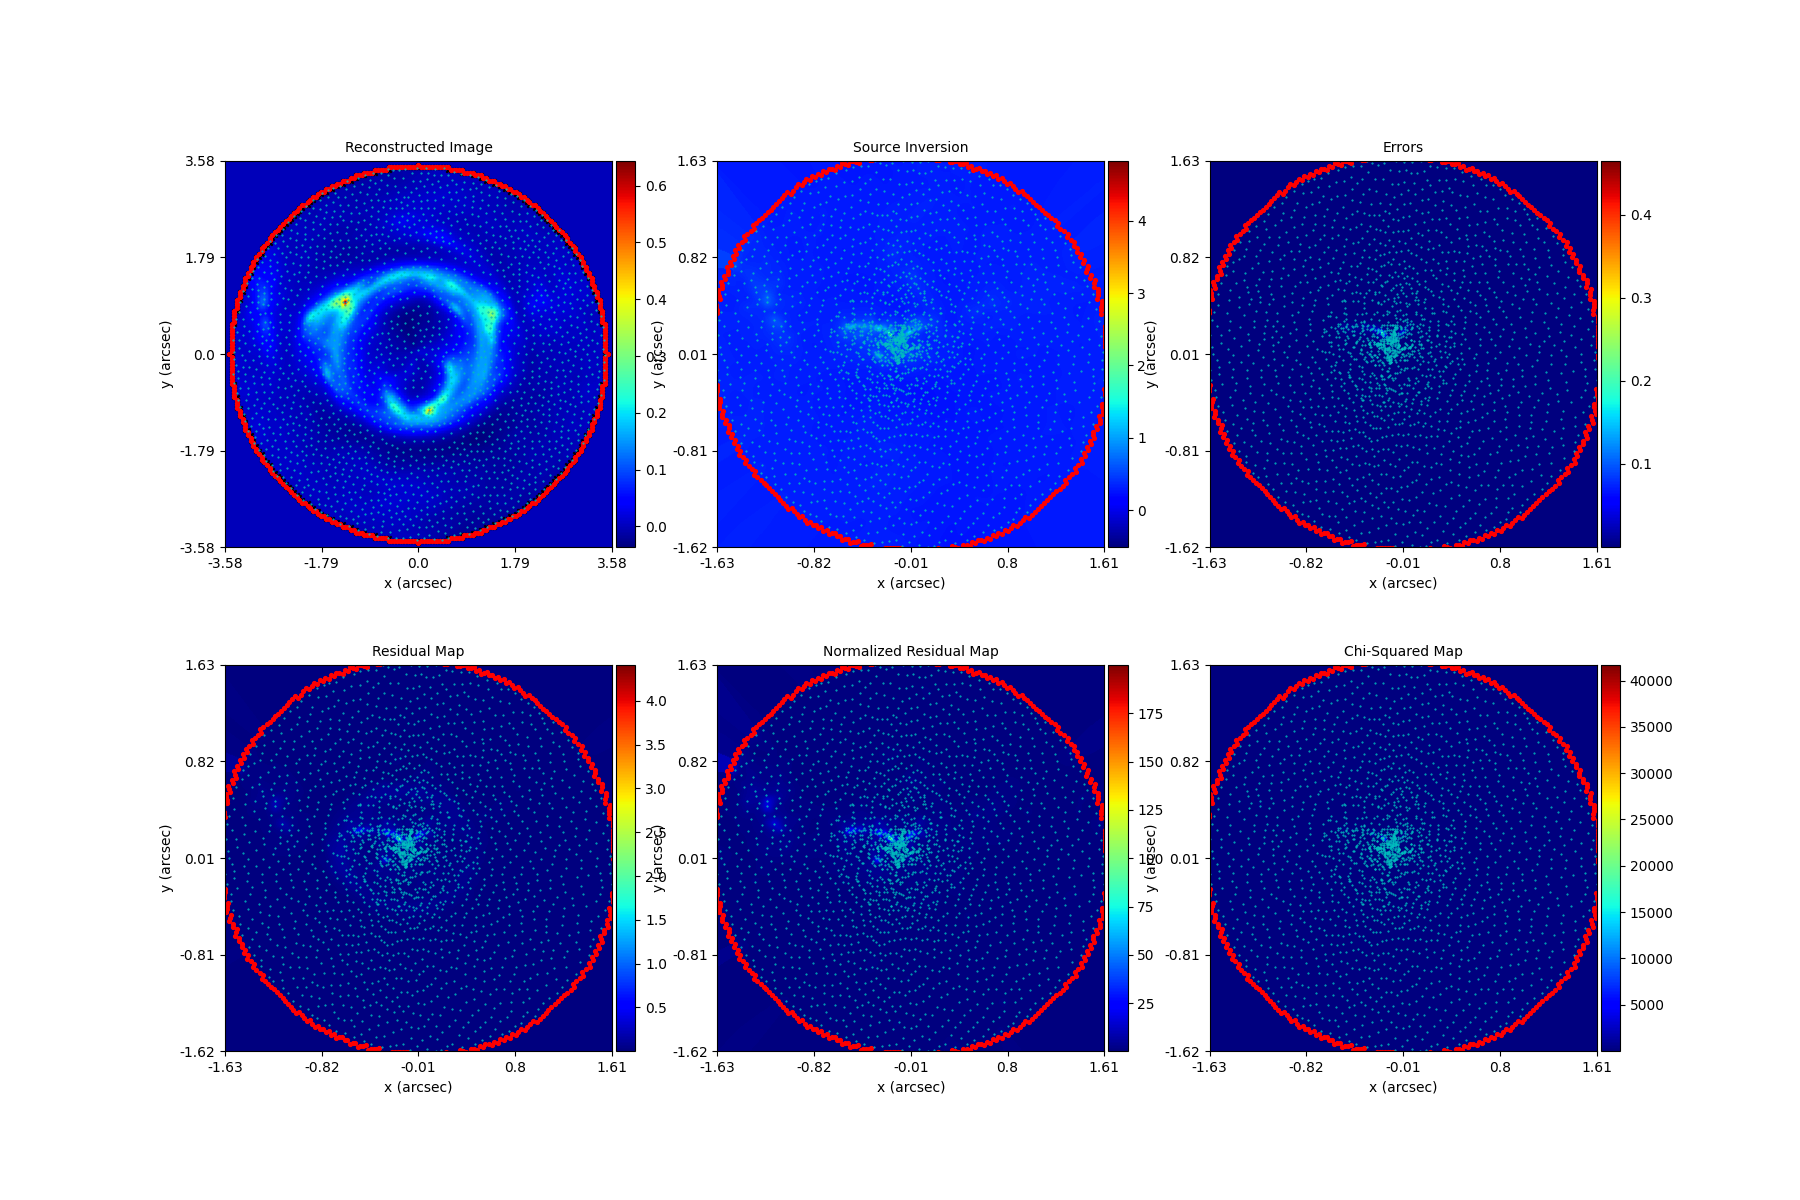 Reconstructed Image
3.58
1.79
0.0
-1.79
-3.58
y (arcsec)
-3.58 -1.79 0.0 1.79 3.58
x (arcsec)
0.6
0.5
0.4
0.3
0.2
0.1
0.0
Source Inversion
1.63
0.82
0.01
-0.81
-1.62
y (arcsec)
-1.63 -0.82 -0.01 0.8 1.61
x (arcsec)
4
3
2
1
0
Errors
1.63
0.82
0.01
-0.81
-1.62
y (arcsec)
-1.63 -0.82 -0.01 0.8 1.61
x (arcsec)
0.4
0.3
0.2
0.1
Residual Map
1.63
0.82
0.01
-0.81
-1.62
y (arcsec)
-1.63 -0.82 -0.01 0.8 1.61
x (arcsec)
4.0
3.5
3.0
2.5
2.0
1.5
1.0
0.5
Normalized Residual Map
1.63
0.82
0.01
-0.81
-1.62
y (arcsec)
-1.63 -0.82 -0.01 0.8 1.61
x (arcsec)
175
150
125
100
75
50
25
Chi-Squared Map
1.63
0.82
0.01
-0.81
-1.62
y (arcsec)
-1.63 -0.82 -0.01 0.8 1.61
x (arcsec)
40000
35000
30000
25000
20000
15000
10000
5000